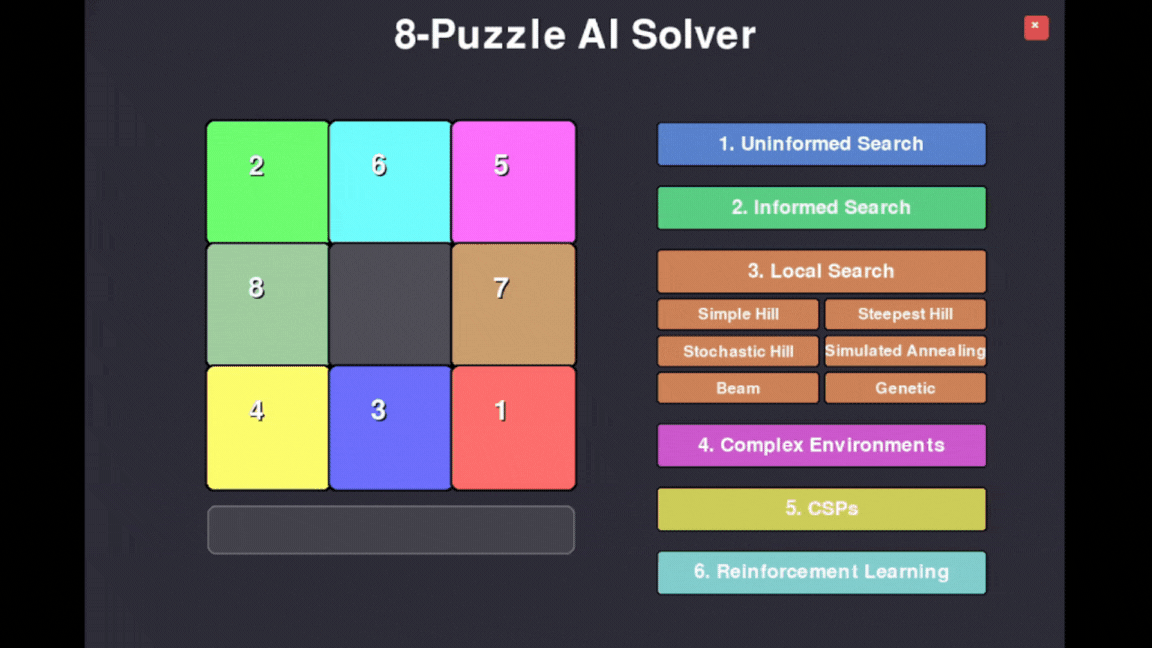 8-Puzzle AI Solver
×
2 6 5
8 7
4 3 1
1. Uninformed Search
2. Informed Search
3. Local Search
Simple Hill Steepest Hill
Stochastic Hill Simulated Annealing
Beam Genetic
4. Complex Environments
5. CSPs
6. Reinforcement Learning